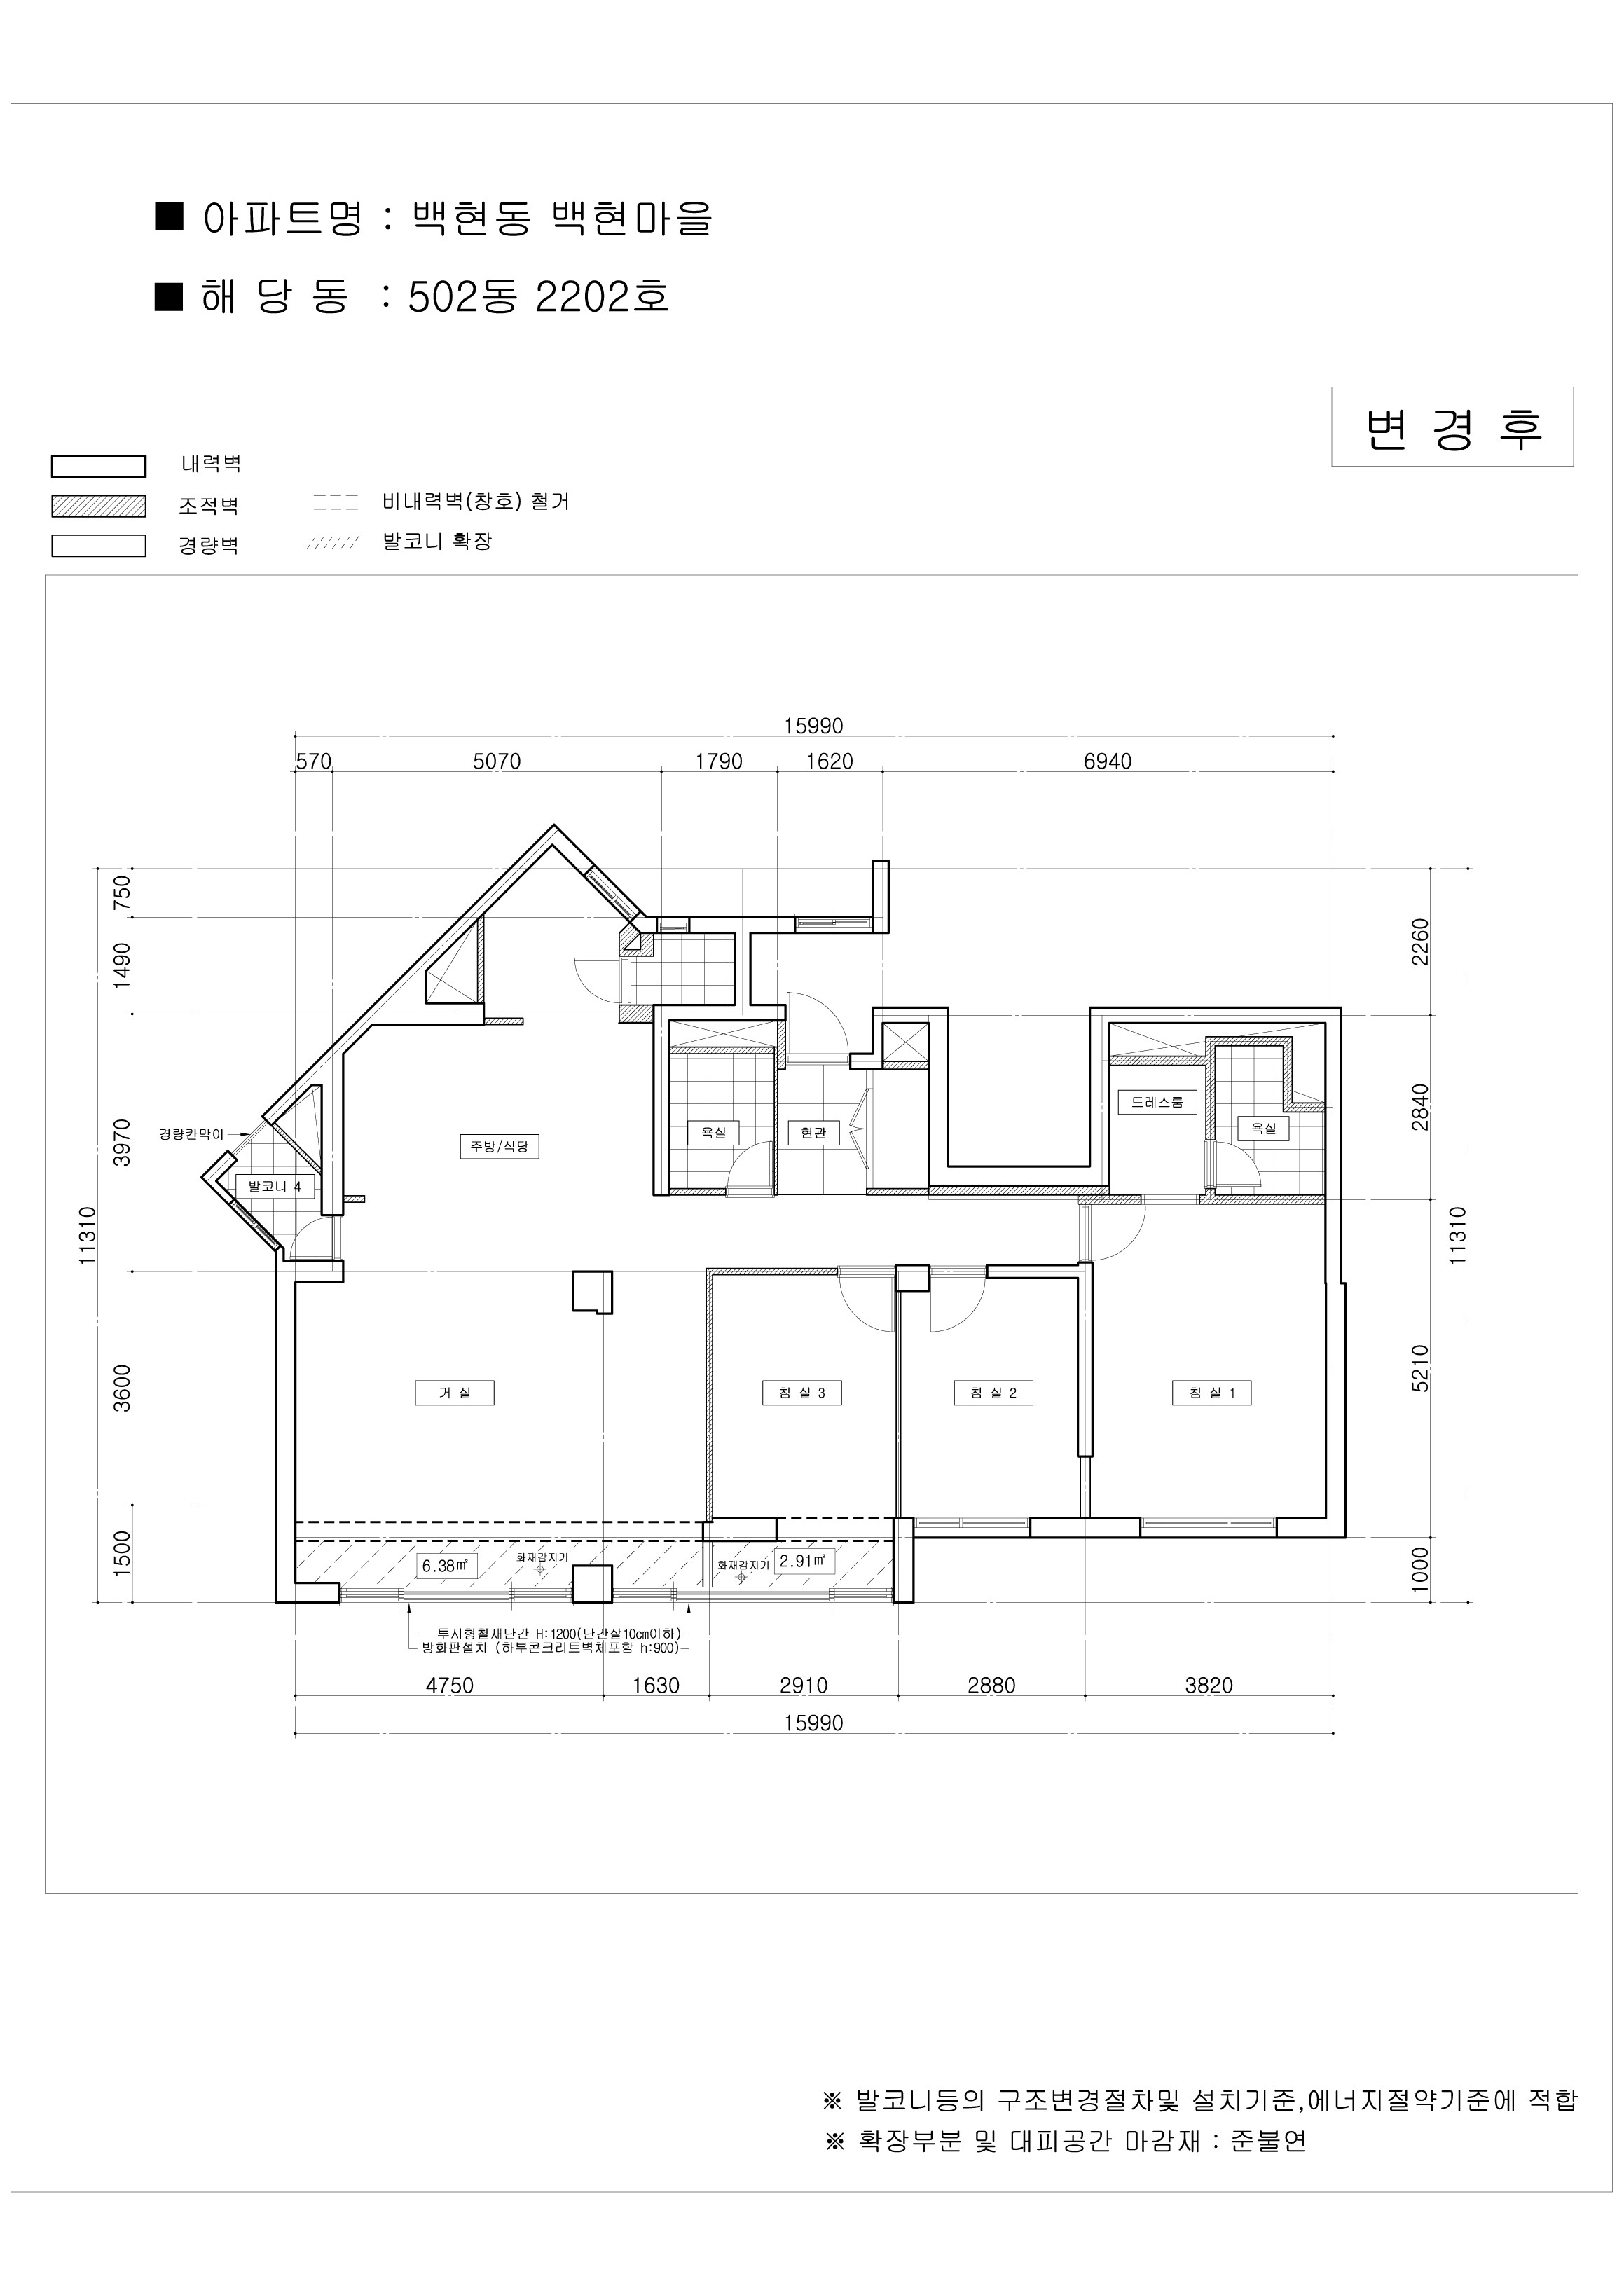 ■ 아파트명 : 백현동 백현마을
■ 해 당 동 : 502동 2202호
변 경 후
내력벽
조적벽
비내력벽(창호) 철거
경량벽
발코니 확장
15990
570 5070 1790 1620 6940
750
1490
3970
3600
1500
11310
2260
2840
5210
1000
11310
경량칸막이
발코니 4
주방/식당
욕실
현관
드레스룸
욕실
거 실
침 실 3
침 실 2
침 실 1
6.38㎡
화재감지기
화재감지기
2.91㎡
투시형철재난간 H:1200(난간살10cm이하)
방화판설치 (하부콘크리트벽체포함 h:900)
4750 1630 2910 2880 3820
15990
※ 발코니등의 구조변경절차및 설치기준,에너지절약기준에 적합
※ 확장부분 및 대피공간 마감재 : 준불연